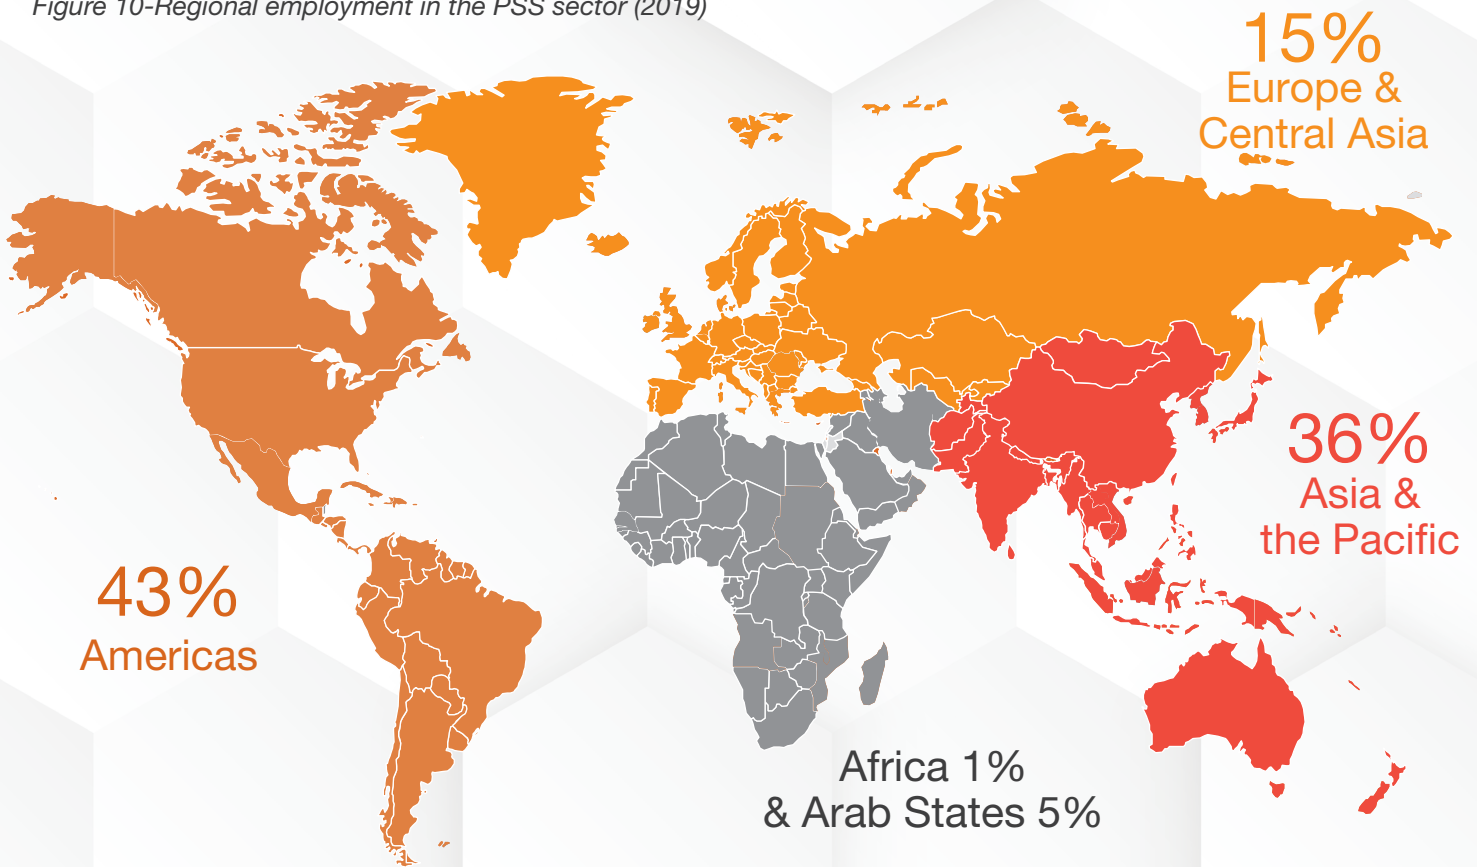 Figure 10-Regional employment in the PSS sector (2019)
15%
Europe &
Central Asia
36%
Asia &
the Pacific
43%
Americas
Africa 1%
& Arab States 5%